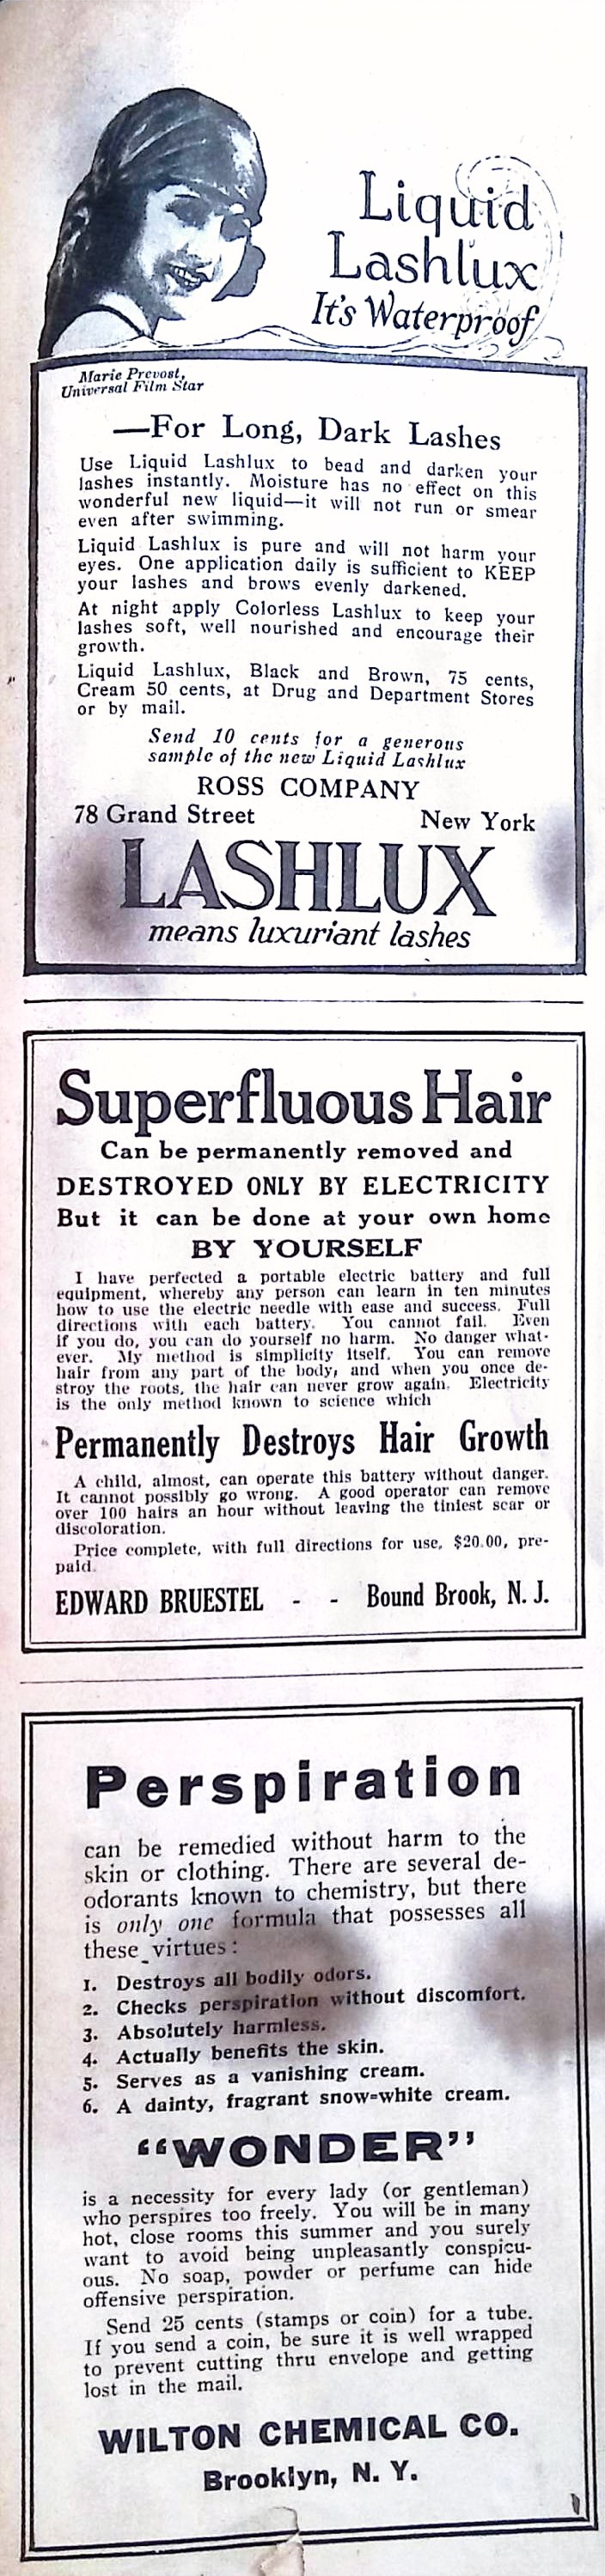 Liquid
Lashlux
It's Waterproof
Marie Prevost,
Universal Film Star
—For Long, Dark Lashes
Use Liquid Lashlux to bead and darken your
lashes instantly. Moisture has no effect on this
wonderful new liquid—it will not run or smear
even after swimming.
Liquid Lashlux is pure and will not harm your
eyes. One application daily is sufficient to KEEP
your lashes and brows evenly darkened.
At night apply Colorless Lashlux to keep your
lashes soft, well nourished and encourage their
growth.
Liquid Lashlux, Black and Brown, 75 cents,
Cream 50 cents, at Drug and Department Stores
or by mail.
Send 10 cents for a generous
sample of the new Liquid Lashlux
ROSS COMPANY
78 Grand Street New York
LASHLUX
means luxuriant lashes
Superfluous Hair
Can be permanently removed and
DESTROYED ONLY BY ELECTRICITY
But it can be done at your own home
BY YOURSELF
I have perfected a portable electric battery and full
equipment, whereby any person can learn in ten minutes
how to use the electric needle with ease and success. Full
directions with each battery. You cannot fail. Even
if you do, you can do yourself no harm. No danger what-
ever. My method is simplicity itself. You can remove
hair from any part of the body, and when you once de-
stroy the roots, the hair can never grow again. Electricity
is the only method known to science which
Permanently Destroys Hair Growth
A child, almost, can operate this battery without danger.
It cannot possibly go wrong. A good operator can remove
over 100 hairs an hour without leaving the tiniest scar or
discoloration.
Price complete, with full directions for use, $20.00, pre-
paid.
EDWARD BRUESTEL - - Bound Brook, N. J.
Perspiration
can be remedied without harm to the
skin or clothing. There are several de-
odorants known to chemistry, but there
is only one formula that possesses all
these virtues:
1. Destroys all bodily odors.
2. Checks perspiration without discomfort.
3. Absolutely harmless.
4. Actually benefits the skin.
5. Serves as a vanishing cream.
6. A dainty, fragrant snow-white cream.
"WONDER"
is a necessity for every lady (or gentleman)
who perspires too freely. You will be in many
hot, close rooms this summer and you surely
want to avoid being unpleasantly conspicu-
ous. No soap, powder or perfume can hide
offensive perspiration.
Send 25 cents (stamps or coin) for a tube.
If you send a coin, be sure it is well wrapped
to prevent cutting thru envelope and getting
lost in the mail.
WILTON CHEMICAL CO.
Brooklyn, N. Y.